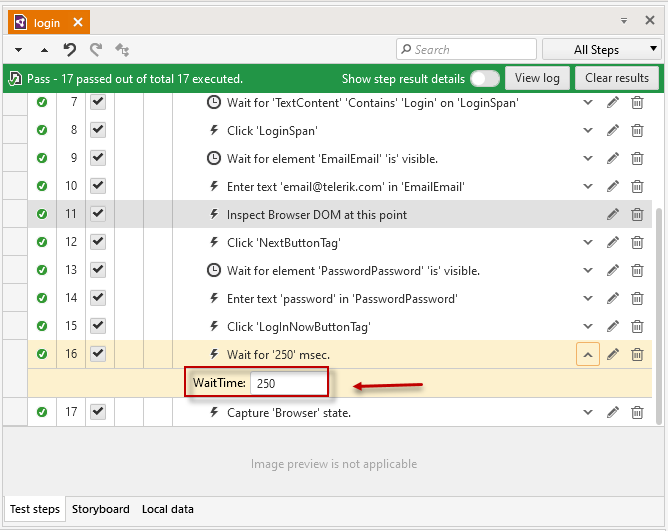 login
Search
All Steps
Pass - 17 passed out of total 17 executed.
Show step result details
View log
Clear results
7 Wait for 'TextContent' 'Contains' 'Login' on 'LoginSpan'
8 Click 'LoginSpan'
9 Wait for element 'EmailEmail' 'is' visible.
10 Enter text 'email@telerik.com' in 'EmailEmail'
11 Inspect Browser DOM at this point
12 Click 'NextButtonTag'
13 Wait for element 'PasswordPassword' 'is' visible.
14 Enter text 'password' in 'PasswordPassword'
15 Click 'LogInNowButtonTag'
16 Wait for '250' msec.
WaitTime: 250
17 Capture 'Browser' state.
Image preview is not applicable
Test steps Storyboard Local data